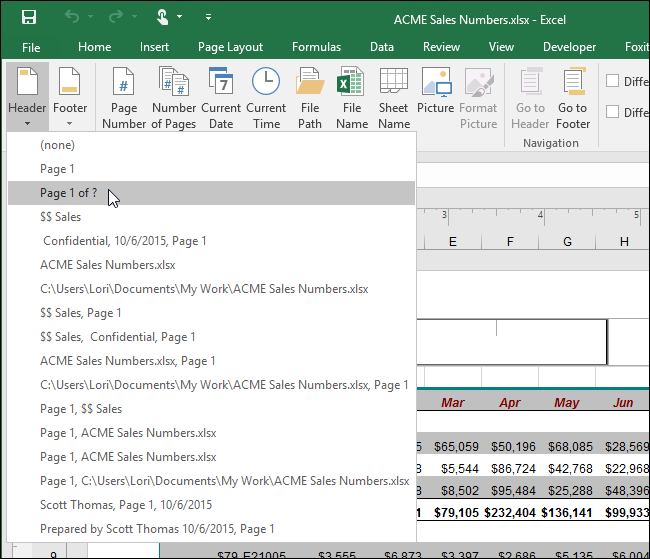 ACME Sales Numbers.xlsx - Excel
File Home Insert Page Layout Formulas Data Review View Developer Foxit
Header Footer Page Number Number of Pages Current Date Current Time File Path File Name Sheet Name Picture Format Picture Go to Header Go to Footer Diffe
Diffe
Navigation
(none)
Page 1
Page 1 of ?
$$ Sales
Confidential, 10/6/2015, Page 1
ACME Sales Numbers.xlsx
C:\Users\Lori\Documents\My Work\ACME Sales Numbers.xlsx
$$ Sales, Page 1
$$ Sales,  Confidential, Page 1
ACME Sales Numbers.xlsx, Page 1
C:\Users\Lori\Documents\My Work\ACME Sales Numbers.xlsx, Page 1
Page 1, $$ Sales
Page 1, ACME Sales Numbers.xlsx
Page 1, ACME Sales Numbers.xlsx
Page 1, C:\Users\Lori\Documents\My Work\ACME Sales Numbers.xlsx
Scott Thomas, Page 1, 10/6/2015
Prepared by Scott Thomas 10/6/2015, Page 1
3 4 5
E F G H
Mar Apr May Jun
5 $65,059 $50,196 $68,085 $28,569
8 $5,544 $86,724 $42,768 $22,968
8 $8,502 $95,484 $25,288 $48,396
1 $79,105 $232,404 $136,141 $99,933
9 $79,E21005 $3,555 $6,873 $3,397 $2,686 $5,135 $6,004